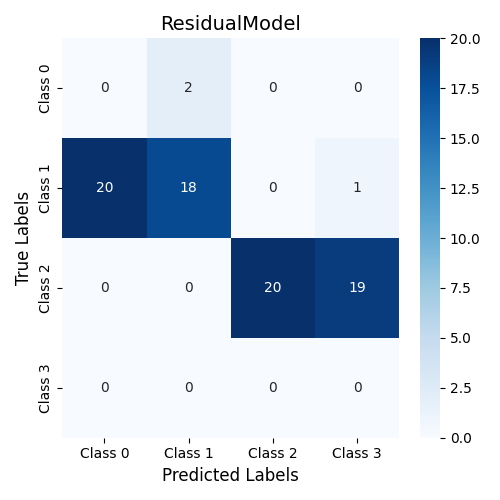 ResidualModel
True Labels
Class 0
0 2 0 0
Class 1
20 18 0 1
Class 2
0 0 20 19
Class 3
0 0 0 0
Class 0 Class 1 Class 2 Class 3
Predicted Labels
20.0
17.5
15.0
12.5
10.0
7.5
5.0
2.5
0.0